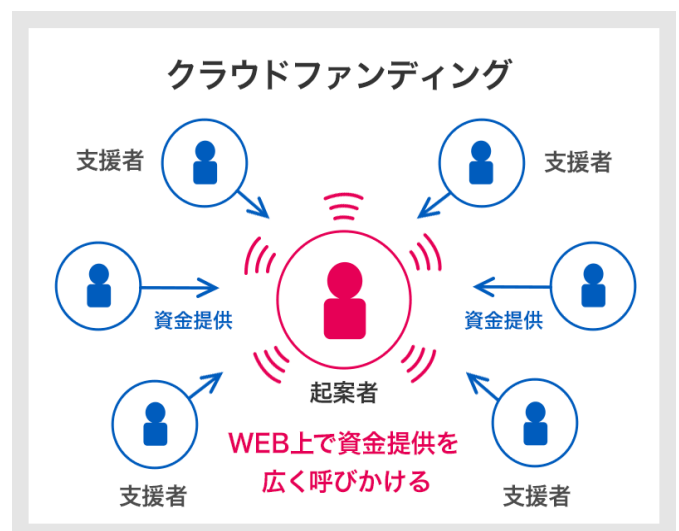 クラウドファンディング
支援者
支援者
資金提供
資金提供
起案者
WEB上で資金提供を
広く呼びかける
支援者
支援者